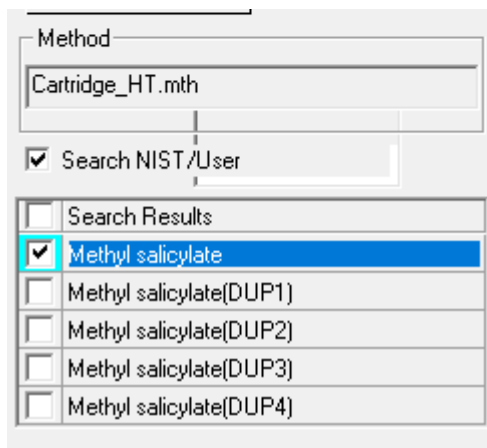 Method
Cartridge_HT.mth
Search NIST/User
Search Results
Methyl salicylate
Methyl salicylate(DUP1)
Methyl salicylate(DUP2)
Methyl salicylate(DUP3)
Methyl salicylate(DUP4)